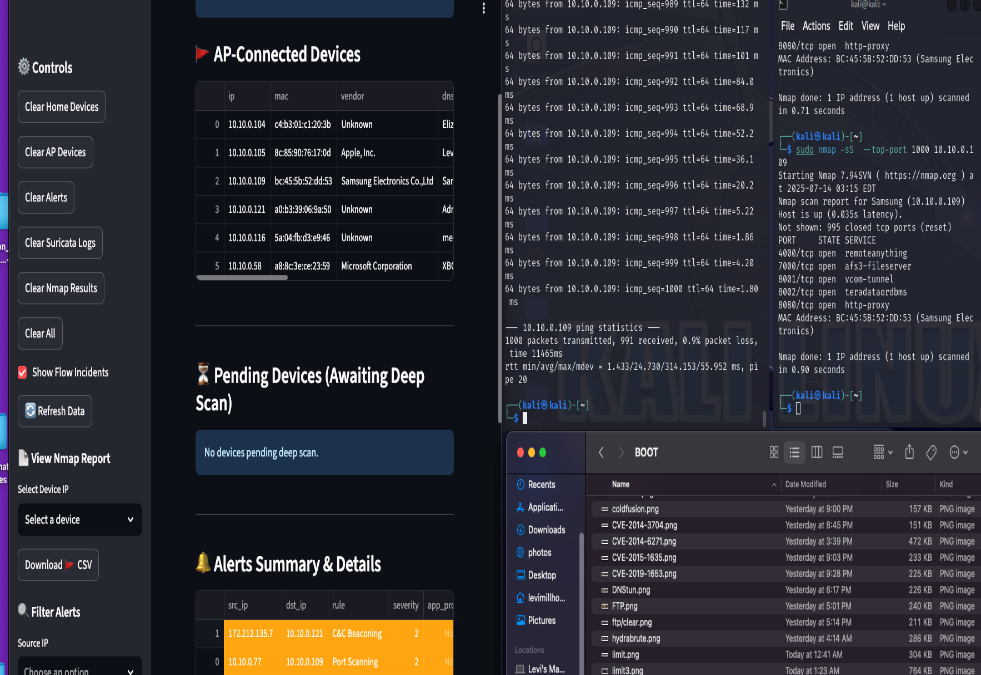 Controls
Clear Home Devices
Clear AP Devices
Clear Alerts
Clear Suricata Logs
Clear Nmap Results
Clear All
Show Flow Incidents
Refresh Data
View Nmap Report
Select Device IP
Select a device
Download CSV
Filter Alerts
Source IP
Choose an option
AP-Connected Devices
ip mac vendor dns
0 10.10.0.104 c4:b3:01:c1:20:3b Unknown Eliz
1 10.10.0.105 8c:85:90:76:17:0d Apple, Inc. Lev
2 10.10.0.109 bc:45:5b:52:dd:53 Samsung Electronics Co.,Ltd Sar
3 10.10.0.121 a0:b3:39:06:9a:50 Unknown Adr
4 10.10.0.116 5a:04:fb:d3:e9:46 Unknown me
5 10.10.0.58 a8:8c:3e:ce:23:59 Microsoft Corporation XBC
Pending Devices (Awaiting Deep
Scan)
No devices pending deep scan.
Alerts Summary & Details
src_ip dst_ip rule severity app_pro
1 172.212.135.7 10.10.0.121 C&C Beaconing 2 No
0 10.10.0.77 10.10.0.109 Port Scanning 2 No
64 bytes from 10.10.0.109: icmp_seq=989 ttl=64 time=132 m
s
64 bytes from 10.10.0.109: icmp_seq=990 ttl=64 time=117 m
s
64 bytes from 10.10.0.109: icmp_seq=991 ttl=64 time=101 m
s
64 bytes from 10.10.0.109: icmp_seq=992 ttl=64 time=84.0
ms
64 bytes from 10.10.0.109: icmp_seq=993 ttl=64 time=68.9
ms
64 bytes from 10.10.0.109: icmp_seq=994 ttl=64 time=52.2
ms
64 bytes from 10.10.0.109: icmp_seq=995 ttl=64 time=36.1
ms
64 bytes from 10.10.0.109: icmp_seq=996 ttl=64 time=20.2
ms
64 bytes from 10.10.0.109: icmp_seq=997 ttl=64 time=5.22
ms
64 bytes from 10.10.0.109: icmp_seq=998 ttl=64 time=1.86
ms
64 bytes from 10.10.0.109: icmp_seq=999 ttl=64 time=4.20
ms
64 bytes from 10.10.0.109: icmp_seq=1000 ttl=64 time=1.80
ms
--- 10.10.0.109 ping statistics ---
1000 packets transmitted, 991 received, 0.9% packet loss,
time 11465ms
rtt min/avg/max/mdev = 1.433/24.730/314.153/55.952 ms, pi
pe 20
(kali㉿kali)-[~]
$
kali@kali: ~
File Actions Edit View Help
8080/tcp open http-proxy
MAC Address: BC:45:5B:52:DD:53 (Samsung Elec
tronics)
Nmap done: 1 IP address (1 host up) scanned
in 0.71 seconds
(kali㉿kali)-[~]
$ sudo nmap -sS --top-port 1000 10.10.0.1
09
Starting Nmap 7.94SVN ( https://nmap.org ) a
t 2025-07-14 03:15 EDT
Nmap scan report for Samsung (10.10.0.109)
Host is up (0.035s latency).
Not shown: 995 closed tcp ports (reset)
PORT STATE SERVICE
4000/tcp open remoteanything
7000/tcp open afs3-fileserver
8001/tcp open vcom-tunnel
8002/tcp open teradataordbms
8080/tcp open http-proxy
MAC Address: BC:45:5B:52:DD:53 (Samsung Elec
tronics)
Nmap done: 1 IP address (1 host up) scanned
in 0.90 seconds
(kali㉿kali)-[~]
$
KALI LINU
BOOT
Recents
Applicati...
Downloads
photos
Desktop
levimillho...
Pictures
Locations
Levi's Ma...
Name Date Modified Size Kind
coldfusion.png Yesterday at 9:00 PM 157 KB PNG image
CVE-2014-3704.png Yesterday at 8:45 PM 151 KB PNG image
CVE-2014-6271.png Yesterday at 3:39 PM 472 KB PNG image
CVE-2015-1635.png Yesterday at 9:03 PM 233 KB PNG image
CVE-2019-1653.png Yesterday at 9:28 PM 225 KB PNG image
DNStun.png Yesterday at 6:17 PM 226 KB PNG image
FTP.png Yesterday at 5:01 PM 240 KB PNG image
ftp/clear.png Yesterday at 5:14 PM 211 KB PNG image
hydrabrute.png Yesterday at 4:14 AM 286 KB PNG image
limit.png Today at 12:41 AM 304 KB PNG image
limit3.png Today at 1:23 AM 764 KB PNG image